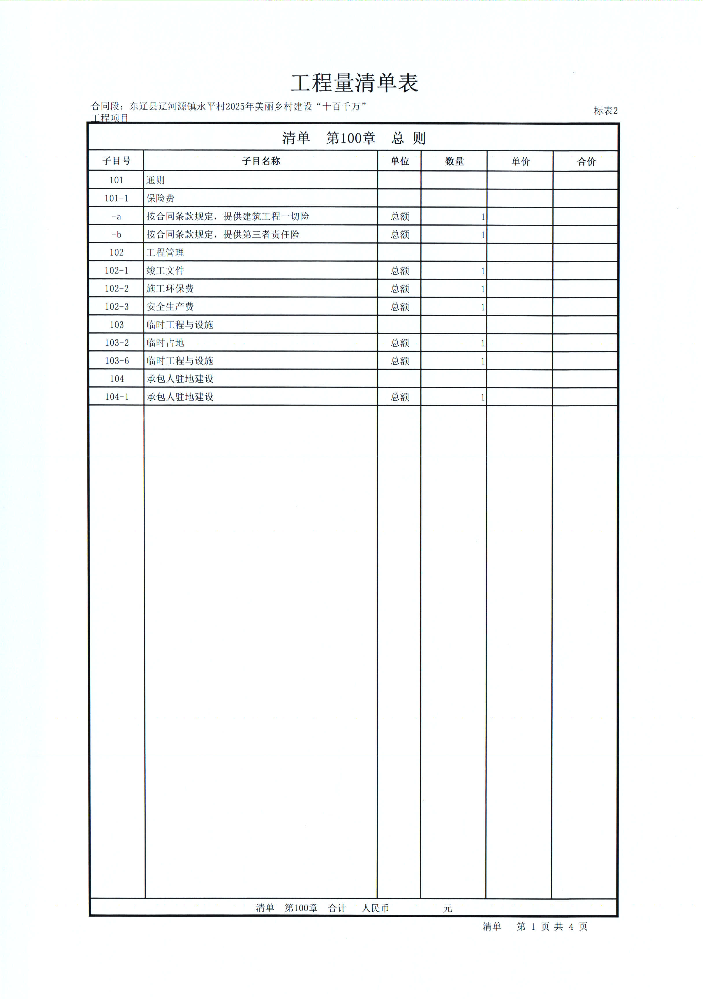 工程量清单表
合同段：东辽县辽河源镇永平村2025年美丽乡村建设“十百千万”
工程项目
标表2
清单 第100章 总 则
子目号 子目名称 单位 数量 单价 合价
101 通则
101-1 保险费
-a 按合同条款规定，提供建筑工程一切险 总额 1
-b 按合同条款规定，提供第三者责任险 总额 1
102 工程管理
102-1 竣工文件 总额 1
102-2 施工环保费 总额 1
102-3 安全生产费 总额 1
103 临时工程与设施
103-2 临时占地 总额 1
103-6 临时工程与设施 总额 1
104 承包人驻地建设
104-1 承包人驻地建设 总额 1
清单 第100章 合计 人民币 元
清单 第 1 页 共 4 页